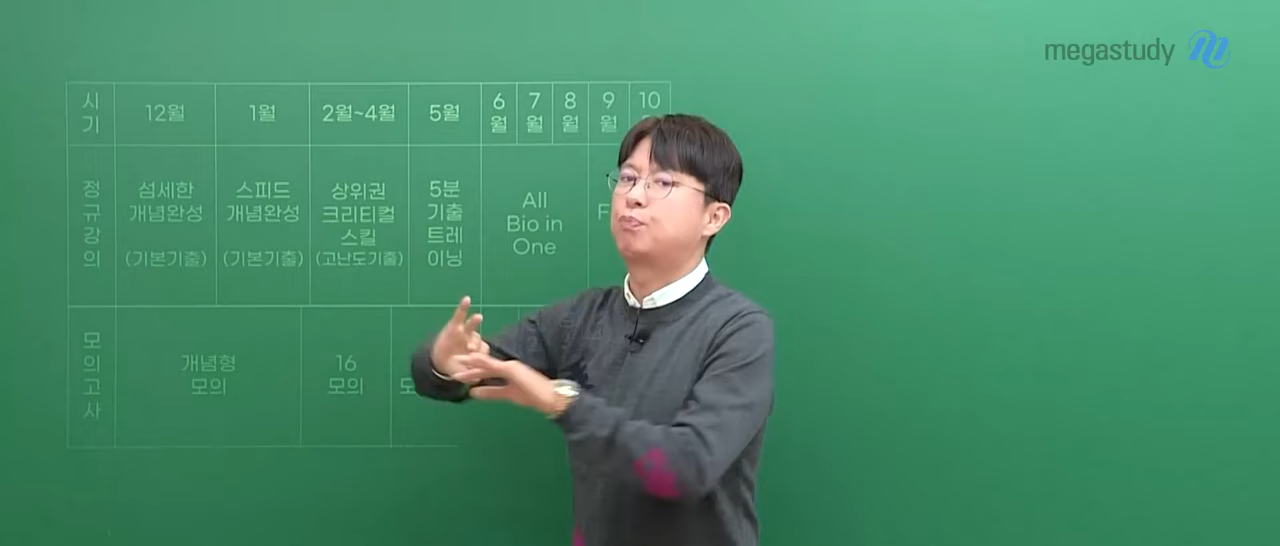 megastudy
시기 12월 1월 2월~4월 5월 6월 7월 8월 9월 10
정규강의
섬세한
개념완성
(기본기출)
스피드
개념완성
(기본기출)
상위권
크리티컬
스킬
(고난도기출)
5분
기출
트레
이닝
All
Bio in
One
F
모의고사
개념형
모의
16
모의
모